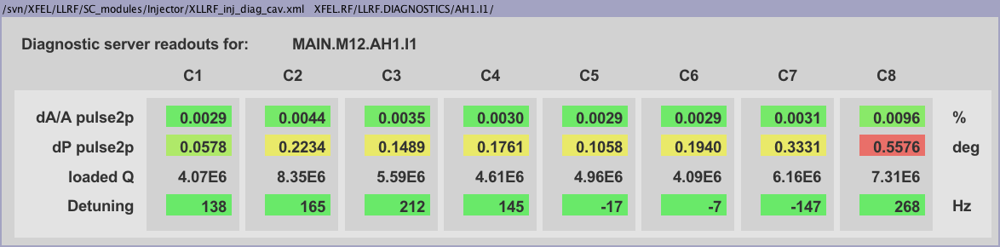 /svn/XFEL/LLRF/SC_modules/Injector/XLLRF_inj_diag_cav.xml XFEL.RF/LLRF.DIAGNOSTICS/AH1.I1/
Diagnostic server readouts for: MAIN.M12.AH1.I1
C1 C2 C3 C4 C5 C6 C7 C8
dA/A pulse2p 0.0029 0.0044 0.0035 0.0030 0.0029 0.0029 0.0031 0.0096 %
dP pulse2p 0.0578 0.2234 0.1489 0.1761 0.1058 0.1940 0.3331 0.5576 deg
loaded Q 4.07E6 8.35E6 5.59E6 4.61E6 4.96E6 4.09E6 6.16E6 7.31E6
Detuning 138 165 212 145 -17 -7 -147 268 Hz